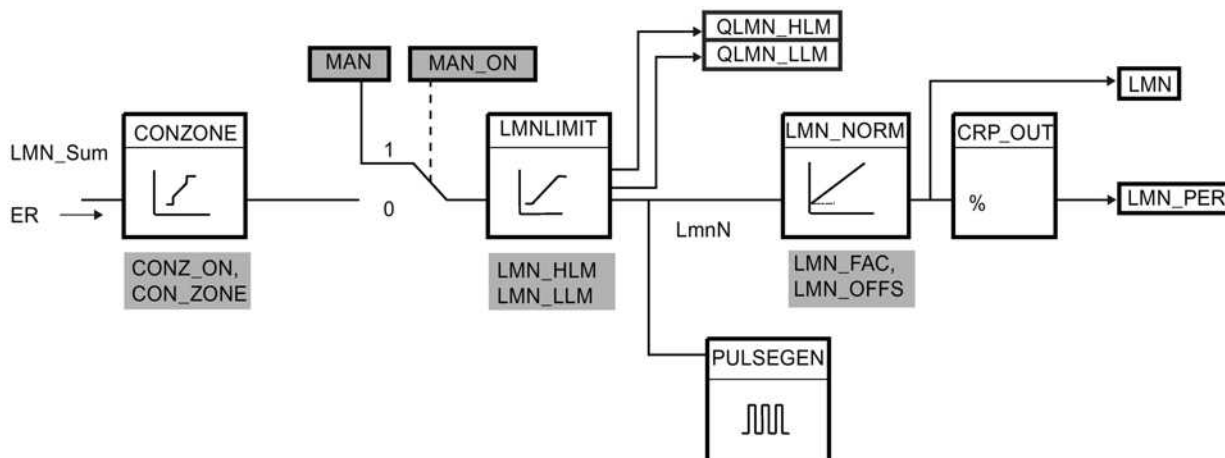 QLMN_HLM
QLMN_LLM
MAN
MAN_ON
LMN
CONZONE
LMNLIMIT
LMN_NORM
CRP_OUT
LMN_Sum
1
ER
0
%
LMN_PER
LmnN
CONZ_ON,
CON_ZONE
LMN_HLM
LMN_LLM
LMN_FAC,
LMN_OFFS
PULSEGEN